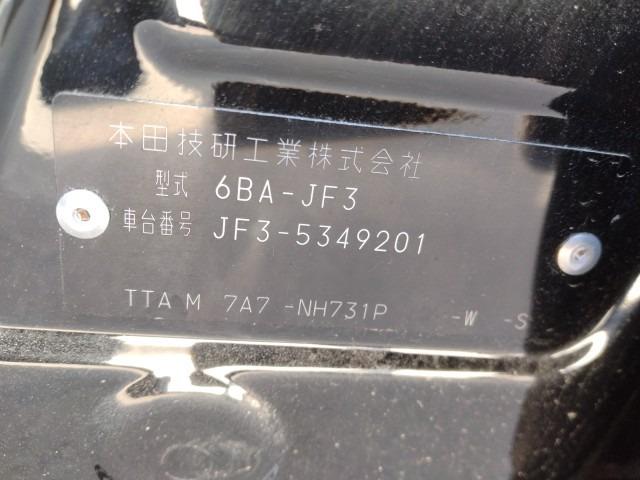 本田技研工業株式会社
型式 6BA-JF3
車台番号 JF3-5349201
TTA M 7A7 -NH731P -W -S